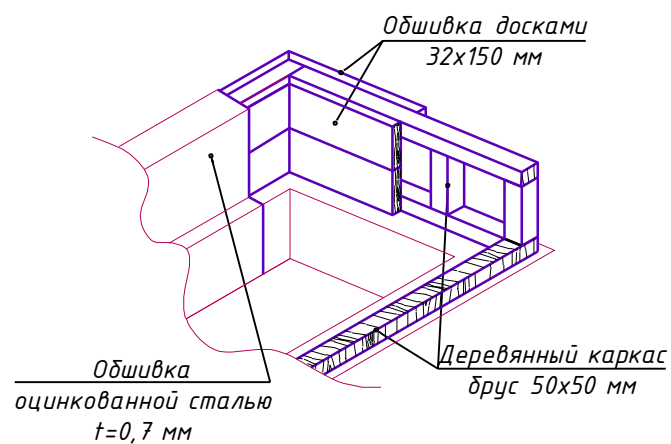 Обшивка досками
32х150 мм
Деревянный каркас
брус 50х50 мм
Обшивка
оцинкованной сталью
t=0,7 мм